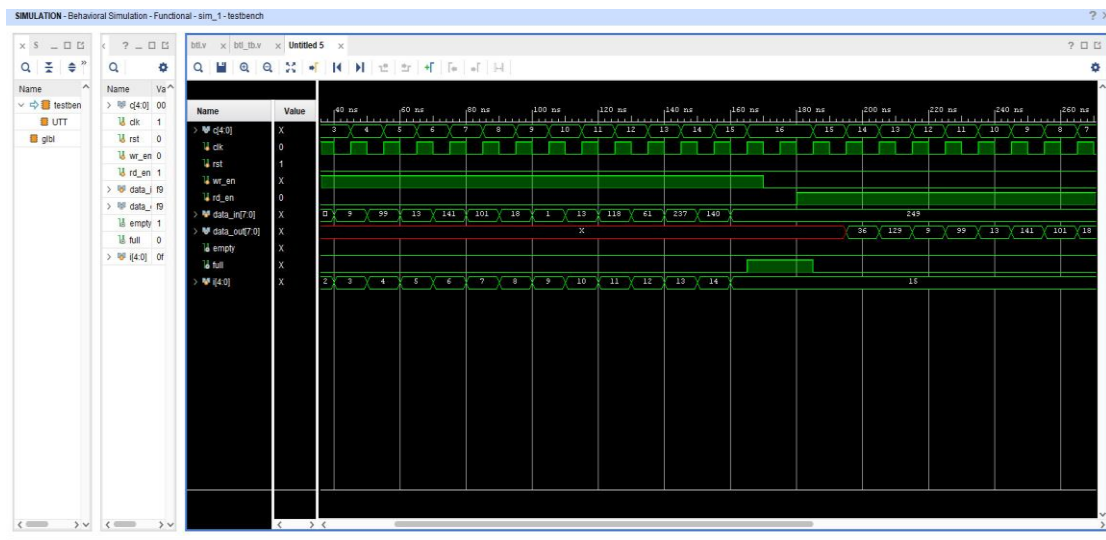 SIMULATION - Behavioral Simulation - Functional - sim_1 - testbench
S
btl.v btl_tb.v Untitled 5
Name
testben
UTT
glbl
Name Va
c[4:0] 00
clk 1
rst 0
wr_en 0
rd_en 1
data_i f9
data_ f9
empty 1
full 0
i[4:0] 0f
Name Value
c[4:0] X
clk 0
rst 1
wr_en X
rd_en 0
data_in[7:0] X
data_out[7:0] X
empty X
full X
i[4:0] X
40 ns 60 ns 80 ns 100 ns 120 ns 140 ns 160 ns 180 ns 200 ns 220 ns 240 ns 260 ns
3 4 5 6 7 8 9 10 11 12 13 14 15 16 15 14 13 12 11 10 9 8 7
9 99 13 141 101 18 1 13 118 61 237 140 249
X 36 129 9 99 13 141 101 18
2 3 4 5 6 7 8 9 10 11 12 13 14 15